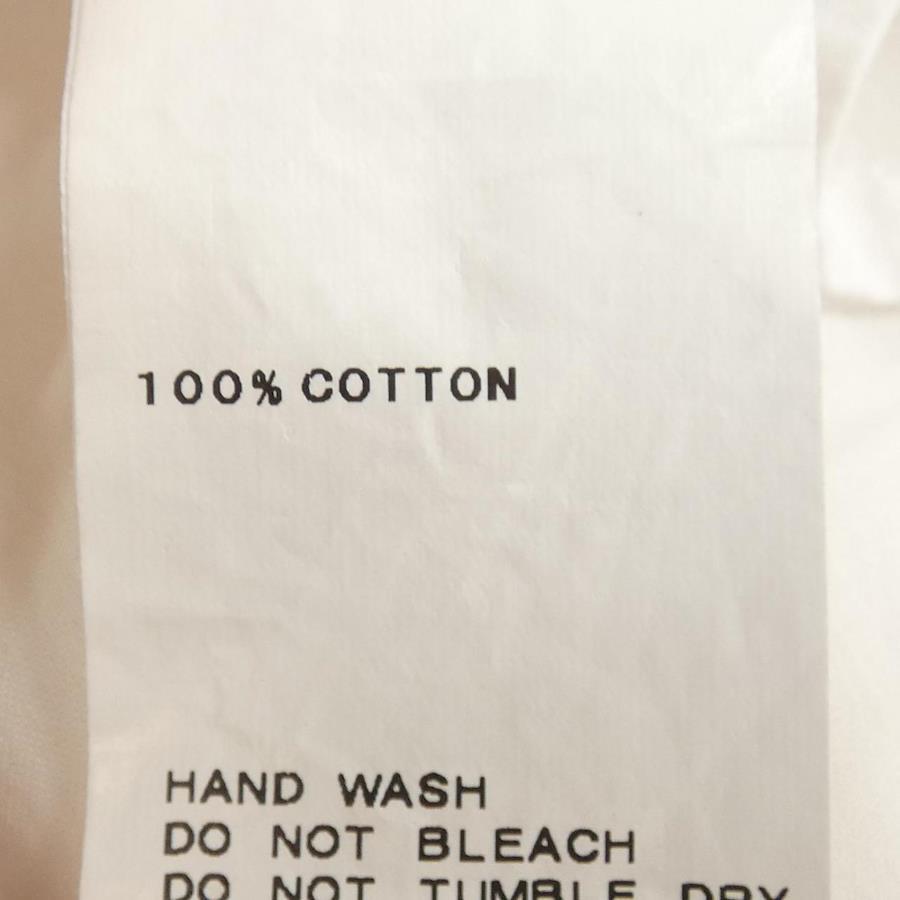 100% COTTON
HAND WASH
DO NOT BLEACH
DO NOT TUMBLE DRY